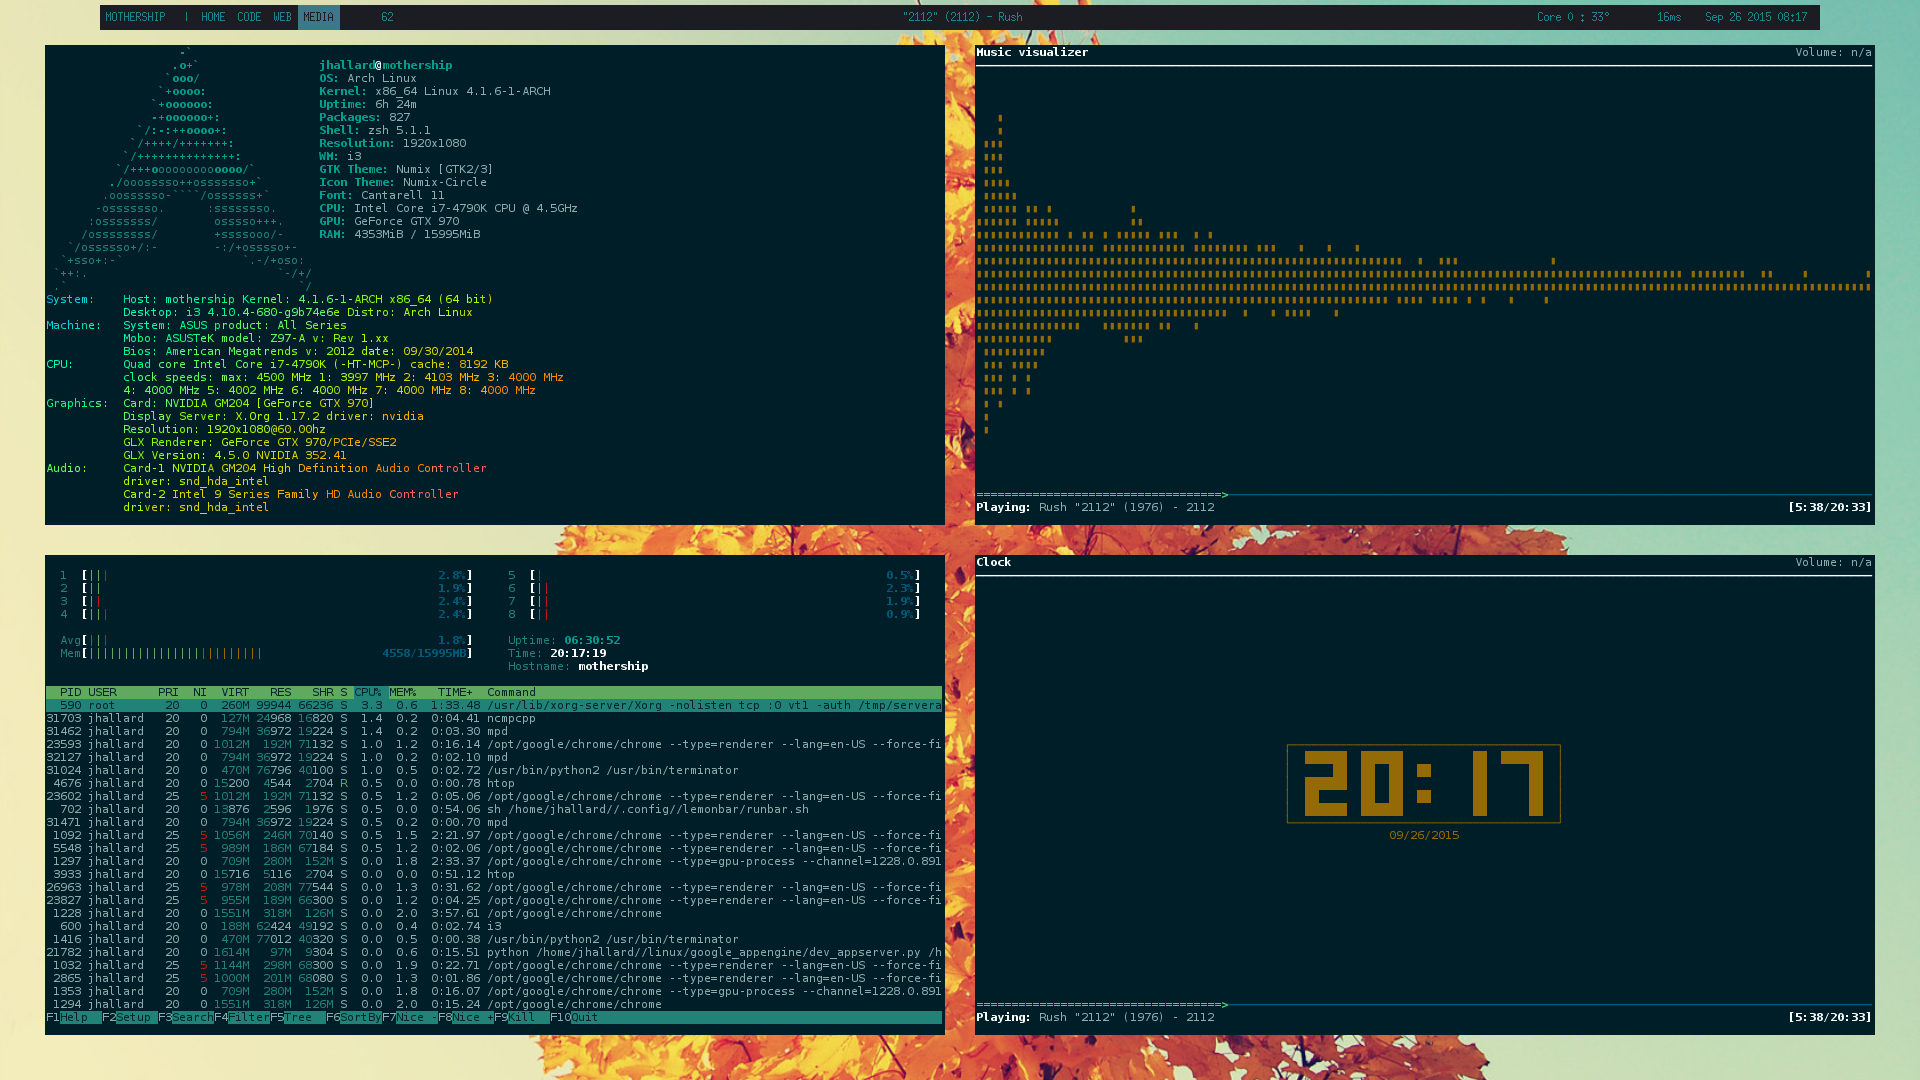 MOTHERSHIP | HOME CODE WEB MEDIA 62 "2112" (2112) - Rush Core 0 : 33° 16ms Sep 26 2015 08:17
jhallard@mothership
OS: Arch Linux
Kernel: x86_64 Linux 4.1.6-1-ARCH
Uptime: 6h 24m
Packages: 827
Shell: zsh 5.1.1
Resolution: 1920x1080
WM: i3
GTK Theme: Numix [GTK2/3]
Icon Theme: Numix-Circle
Font: Cantarell 11
CPU: Intel Core i7-4790K CPU @ 4.5GHz
GPU: GeForce GTX 970
RAM: 4353MiB / 15995MiB
System: Host: mothership Kernel: 4.1.6-1-ARCH x86_64 (64 bit)
Desktop: i3 4.10.4-680-g9b74e6e Distro: Arch Linux
Machine: System: ASUS product: All Series
Mobo: ASUSTeK model: Z97-A v: Rev 1.xx
Bios: American Megatrends v: 2012 date: 09/30/2014
CPU: Quad core Intel Core i7-4790K (-HT-MCP-) cache: 8192 KB
clock speeds: max: 4500 MHz 1: 3997 MHz 2: 4103 MHz 3: 4000 MHz
4: 4000 MHz 5: 4002 MHz 6: 4000 MHz 7: 4000 MHz 8: 4000 MHz
Graphics: Card: NVIDIA GM204 [GeForce GTX 970]
Display Server: X.Org 1.17.2 driver: nvidia
Resolution: 1920x1080@60.00hz
GLX Renderer: GeForce GTX 970/PCIe/SSE2
GLX Version: 4.5.0 NVIDIA 352.41
Audio: Card-1 NVIDIA GM204 High Definition Audio Controller
driver: snd_hda_intel
Card-2 Intel 9 Series Family HD Audio Controller
driver: snd_hda_intel
Music visualizer Volume: n/a
Playing: Rush "2112" (1976) - 2112 [5:38/20:33]
1 [||| 2.8%] 5 [| 0.5%]
2 [|| 1.9%] 6 [|| 2.3%]
3 [|| 2.4%] 7 [|| 1.9%]
4 [||| 2.4%] 8 [|| 0.9%]
Avg[||| 1.8%] Uptime: 06:30:52
Mem[||||||||||||||||||||||||| 4558/15995MB] Time: 20:17:19
Hostname: mothership
PID USER PRI NI VIRT RES SHR S CPU% MEM% TIME+ Command
590 root 20 0 260M 99944 66236 S 3.3 0.6 1:33.48 /usr/lib/xorg-server/Xorg -nolisten tcp :0 vt1 -auth /tmp/servera
31703 jhallard 20 0 127M 24968 16820 S 1.4 0.2 0:04.41 ncmpcpp
31462 jhallard 20 0 794M 36972 19224 S 1.4 0.2 0:03.30 mpd
23593 jhallard 20 0 1012M 192M 71132 S 1.0 1.2 0:16.14 /opt/google/chrome/chrome --type=renderer --lang=en-US --force-fi
32127 jhallard 20 0 794M 36972 19224 S 1.0 0.2 0:02.10 mpd
31024 jhallard 20 0 470M 76796 40100 S 1.0 0.5 0:02.72 /usr/bin/python2 /usr/bin/terminator
4676 jhallard 20 0 15200 4544 2704 R 0.5 0.0 0:00.78 htop
23602 jhallard 25 5 1012M 192M 71132 S 0.5 1.2 0:05.06 /opt/google/chrome/chrome --type=renderer --lang=en-US --force-fi
702 jhallard 20 0 13876 2596 1976 S 0.5 0.0 0:54.06 sh /home/jhallard//.config//lemonbar/runbar.sh
31471 jhallard 20 0 794M 36972 19224 S 0.5 0.2 0:00.70 mpd
1092 jhallard 25 5 1056M 246M 70140 S 0.5 1.5 2:21.97 /opt/google/chrome/chrome --type=renderer --lang=en-US --force-fi
5548 jhallard 25 5 989M 186M 67184 S 0.5 1.2 0:02.06 /opt/google/chrome/chrome --type=renderer --lang=en-US --force-fi
1297 jhallard 20 0 709M 280M 152M S 0.0 1.8 2:33.37 /opt/google/chrome/chrome --type=gpu-process --channel=1228.0.891
3933 jhallard 20 0 15716 5116 2704 S 0.0 0.0 0:51.12 htop
26963 jhallard 25 5 978M 208M 77544 S 0.0 1.3 0:31.62 /opt/google/chrome/chrome --type=renderer --lang=en-US --force-fi
23827 jhallard 25 5 955M 189M 66300 S 0.0 1.2 0:04.25 /opt/google/chrome/chrome --type=renderer --lang=en-US --force-fi
1228 jhallard 20 0 1551M 318M 126M S 0.0 2.0 3:57.61 /opt/google/chrome/chrome
600 jhallard 20 0 188M 62424 49192 S 0.0 0.4 0:02.74 i3
1416 jhallard 20 0 470M 77012 40320 S 0.0 0.5 0:00.38 /usr/bin/python2 /usr/bin/terminator
21782 jhallard 20 0 1614M 97M 9304 S 0.0 0.6 0:15.51 python /home/jhallard//linux/google_appengine/dev_appserver.py /h
1032 jhallard 25 5 1144M 298M 68300 S 0.0 1.9 0:22.71 /opt/google/chrome/chrome --type=renderer --lang=en-US --force-fi
2865 jhallard 25 5 1000M 201M 68080 S 0.0 1.3 0:01.86 /opt/google/chrome/chrome --type=renderer --lang=en-US --force-fi
1353 jhallard 20 0 709M 280M 152M S 0.0 1.8 0:16.07 /opt/google/chrome/chrome --type=gpu-process --channel=1228.0.891
1294 jhallard 20 0 1551M 318M 126M S 0.0 2.0 0:15.24 /opt/google/chrome/chrome
F1Help F2Setup F3SearchF4FilterF5Tree F6SortByF7Nice -F8Nice +F9Kill F10Quit
Clock Volume: n/a
20:17
09/26/2015
Playing: Rush "2112" (1976) - 2112 [5:38/20:33]